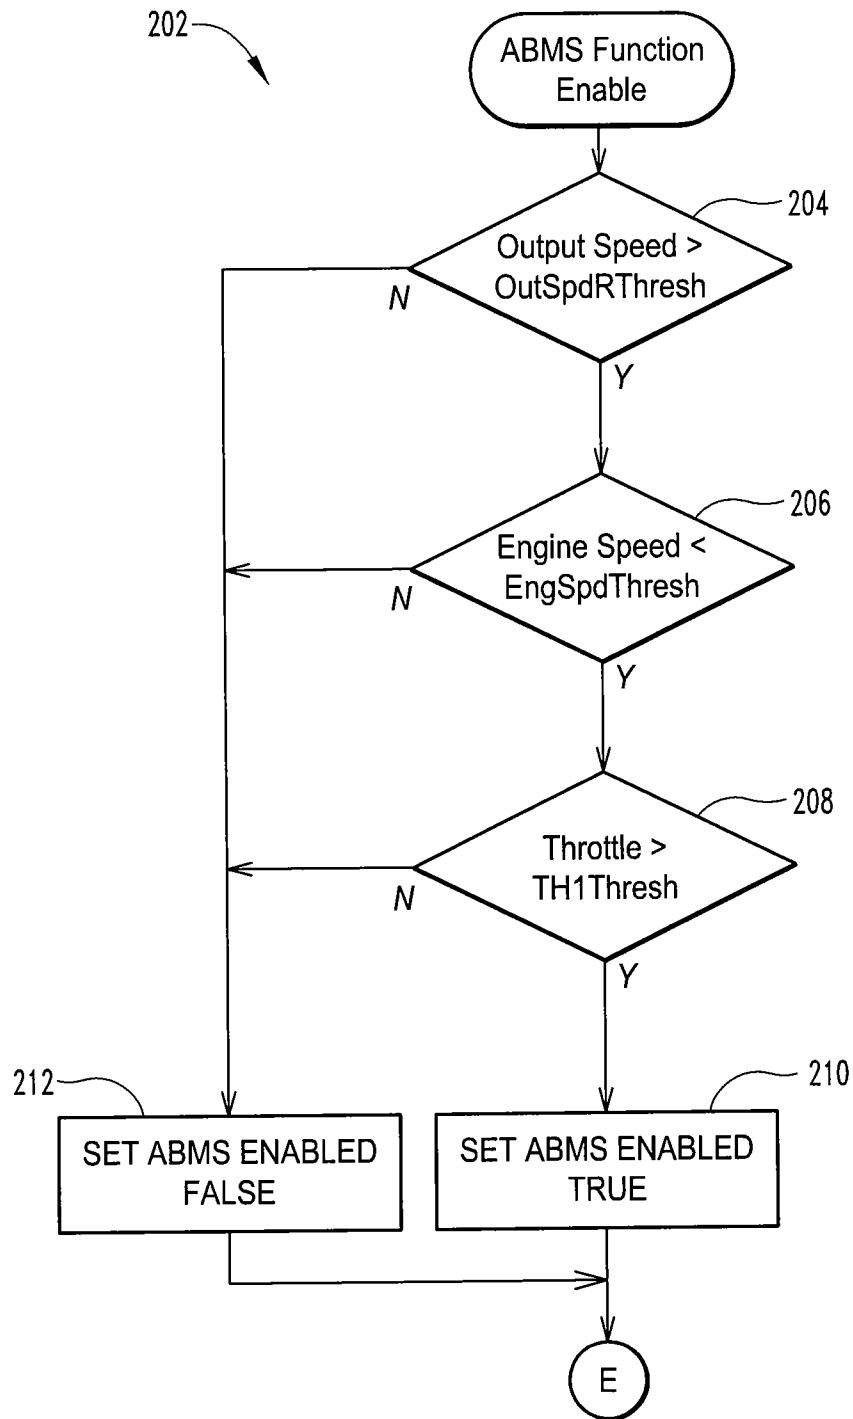 202
ABMS Function
Enable
204
Output Speed >
OutSpdRThresh
N
Y
206
Engine Speed <
EngSpdThresh
N
Y
208
Throttle >
TH1Thresh
N
Y
212
210
SET ABMS ENABLED
FALSE
SET ABMS ENABLED
TRUE
E